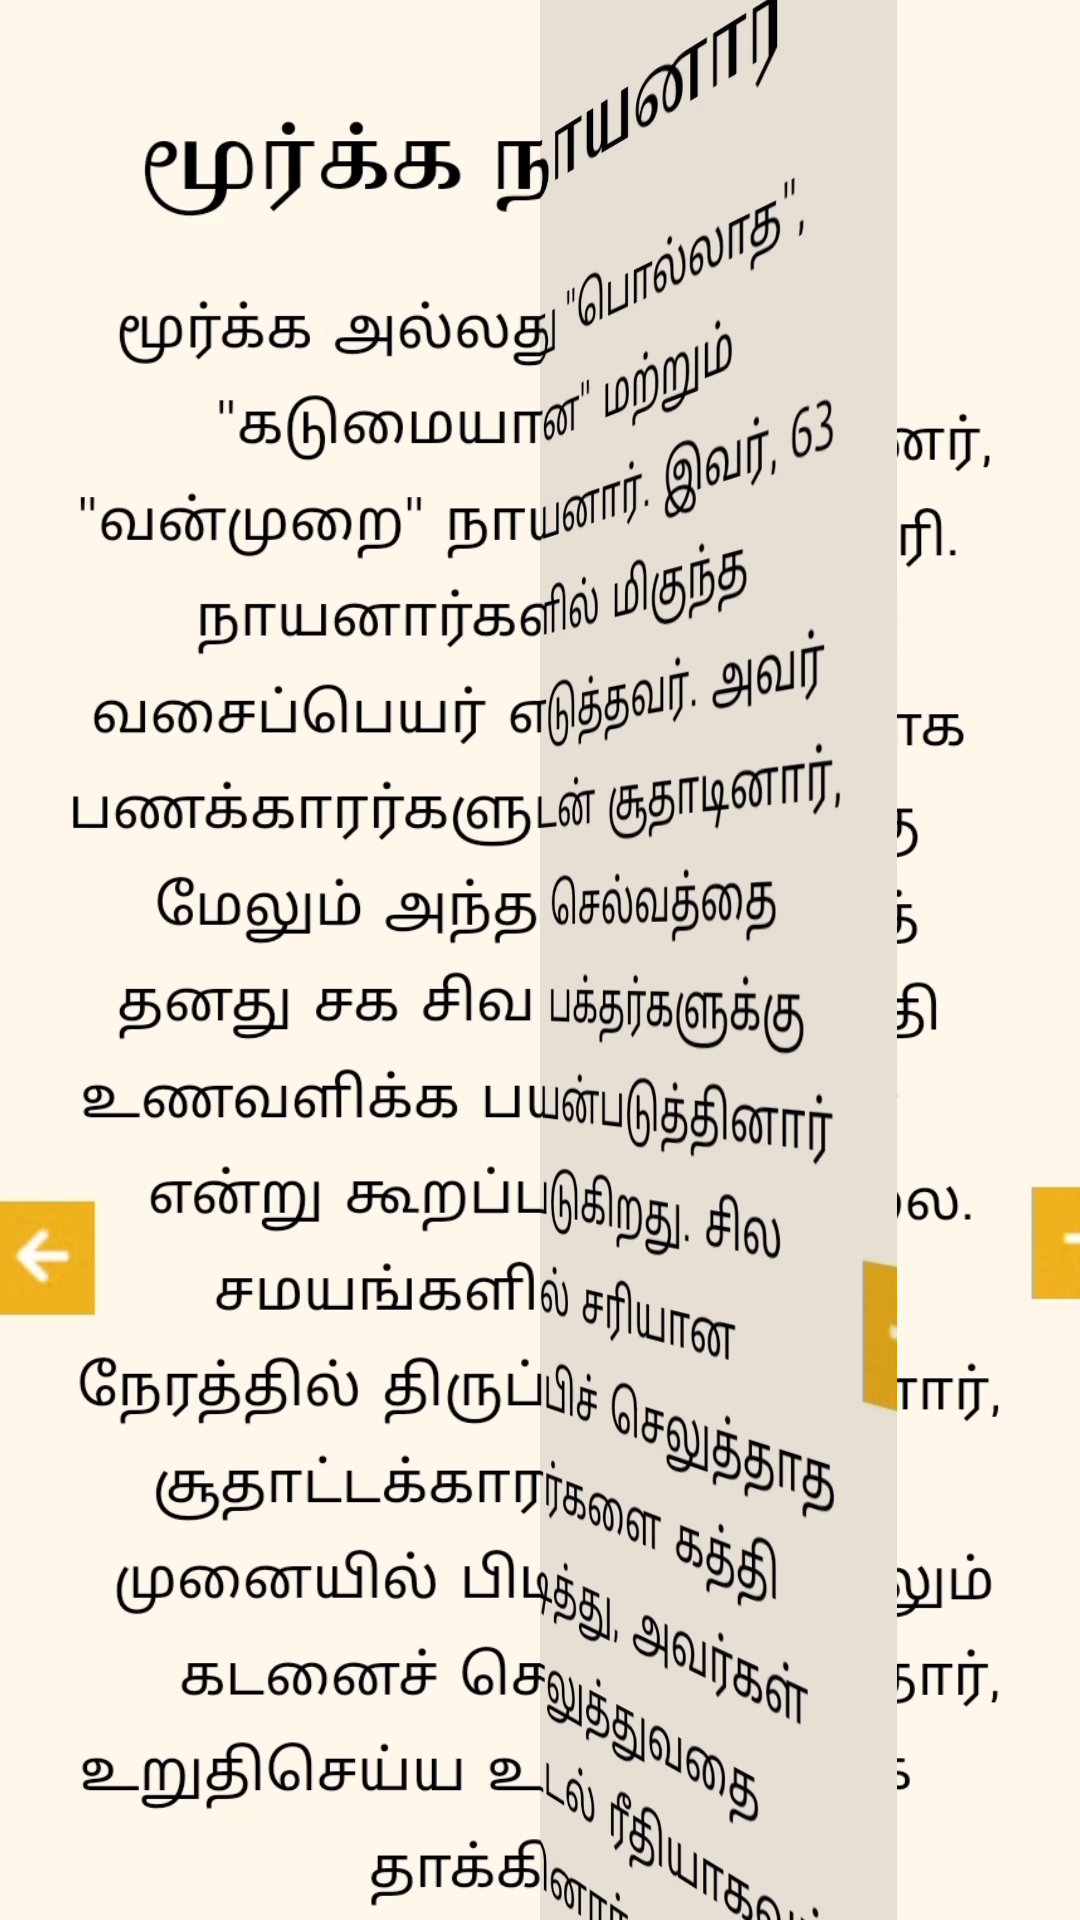 மூர்க்க நாயனார்
மூர்க்க அல்லது "பொல்லாத",
"கடுமையான" மற்றும்
"வன்முறை" நாயனார். இவர், 63
நாயனார்களில் மிகுந்த
வசைப்பெயர் எடுத்தவர். அவர்
பணக்காரர்களுடன் சூதாடினார்,
மேலும் அந்த செல்வத்தை
தனது சக சிவ பக்தர்களுக்கு
உணவளிக்க பயன்படுத்தினார்
என்று கூறப்படுகிறது. சில
சமயங்களில் சரியான
நேரத்தில் திருப்பிச் செலுத்தாத
சூதாட்டக்காரர்களை கத்தி
முனையில் பிடித்து, அவர்கள்
கடனைச் செலுத்துவதை
உறுதிசெய்ய உடல் ரீதியாகவும்
தாக்கினார்